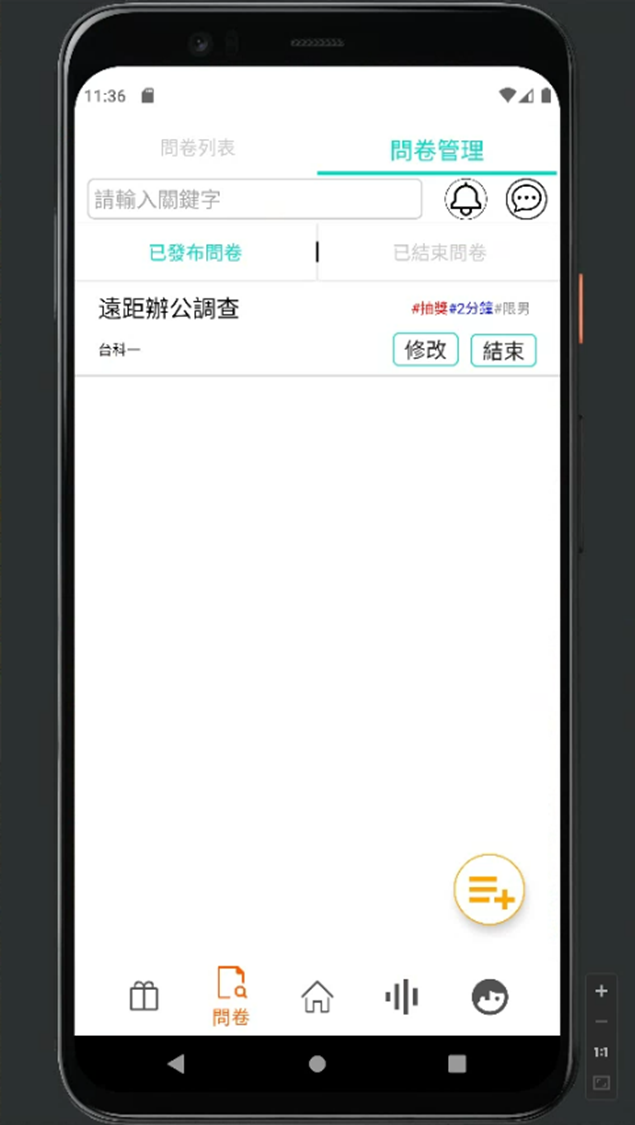 11:36
問卷列表 問卷管理
請輸入關鍵字
已發布問卷 已結束問卷
遠距辦公調查 #抽獎#2分鐘#限男
台科一 修改 結束
問卷
1:1